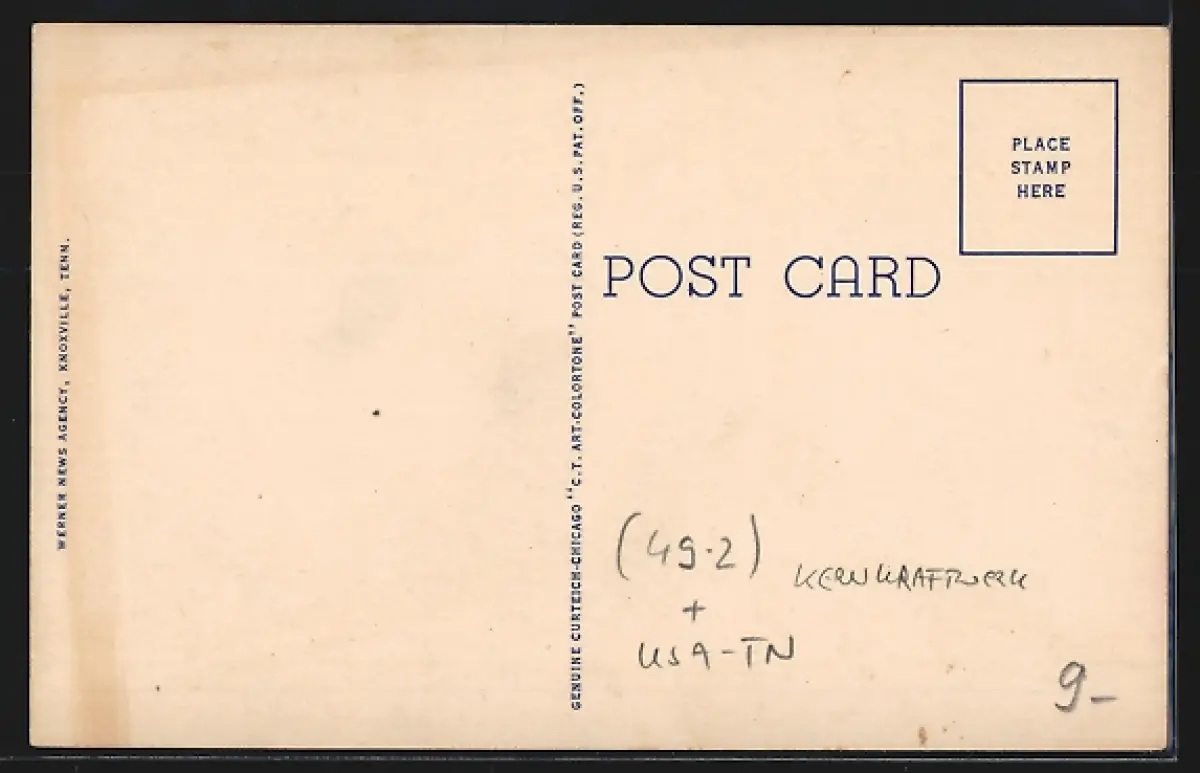 WERNER NEWS AGENCY, KNOXVILLE, TENN.
GENUINE CURTEICH-CHICAGO "C.T. ART-COLORTONE" POST CARD (REG. U.S. PAT. OFF.)
PLACE
STAMP
HERE
POST CARD
(49-2)
KERNKRAFTWERK
+
USA-TN
9-